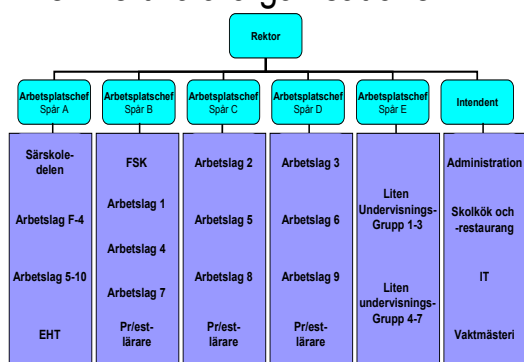 Rektor
Arbetsplatschef
Spår A
Arbetsplatschef
Spår B
Arbetsplatschef
Spår C
Arbetsplatschef
Spår D
Arbetsplatschef
Spår E
Intendent
Särskole-
delen
Arbetslag F-4
Arbetslag 5-10
EHT
FSK
Arbetslag 1
Arbetslag 4
Arbetslag 7
Pr/est-
lärare
Arbetslag 2
Arbetslag 5
Arbetslag 8
Pr/est-
lärare
Arbetslag 3
Arbetslag 6
Arbetslag 9
Pr/est-
lärare
Liten
Undervisnings-
Grupp 1-3
Liten
undervisnings-
Grupp 4-7
Administration
Skolkök och
-restaurang
IT
Vaktmästeri